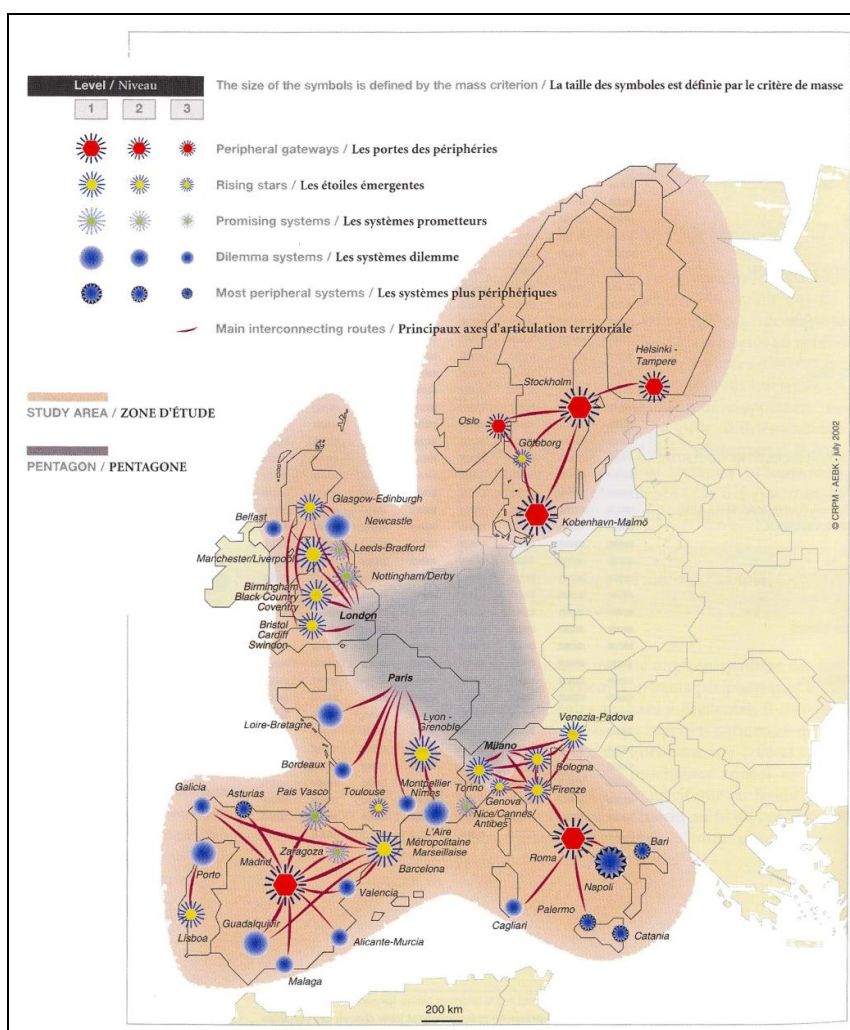 Level / Niveau
The size of the symbols is defined by the mass criterion / La taille des symboles est définie par le critère de masse
1 2 3
Peripheral gateways / Les portes des périphéries
Rising stars / Les étoiles émergentes
Promising systems / Les systèmes prometteurs
Dilemma systems / Les systèmes dilemme
Most peripheral systems / Les systèmes plus périphériques
Main interconnecting routes / Principaux axes d'articulation territoriale
STUDY AREA / ZONE D'ÉTUDE
PENTAGON / PENTAGONE
Helsinki -
Tampere
Stockholm
Oslo
Göteborg
Kobenhavn-Malmö
© CRPM - AEBK - july 2002
Glasgow-Edinburgh
Belfast
Newcastle
Leeds-Bradford
Manchester/Liverpool
Nottingham/Derby
Birmingham
Black-Country
Coventry
London
Bristol
Cardiff
Swindon
Paris
Loire-Bretagne
Lyon -
Grenoble
Venezia-Padova
Milano
Bologna
Bordeaux
Torino
Firenze
Genova
Montpellier
Nîmes
Toulouse
Nice/Cannes/
Antibes
Galicia
Asturias
Pais Vasco
L'Aire
Métropolitaine
Marseillaise
Zaragoza
Barcelona
Madrid
Porto
Roma
Bari
Napoli
Valencia
Lisboa
Guadalquivir
Alicante-Murcia
Malaga
Cagliari
Palermo
Catania
200 km